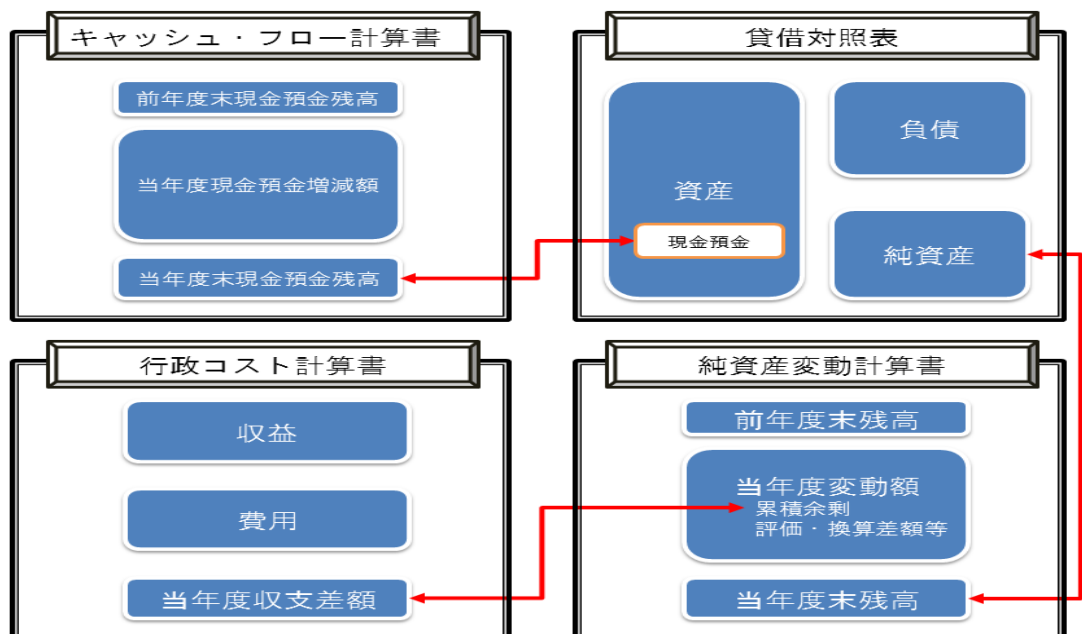 キャッシュ・フロー計算書
前年度末現金預金残高
当年度現金預金増減額
当年度末現金預金残高
貸借対照表
資産
現金預金
負債
純資産
行政コスト計算書
収益
費用
当年度収支差額
純資産変動計算書
前年度末残高
当年度変動額
累積余剰
評価・換算差額等
当年度末残高